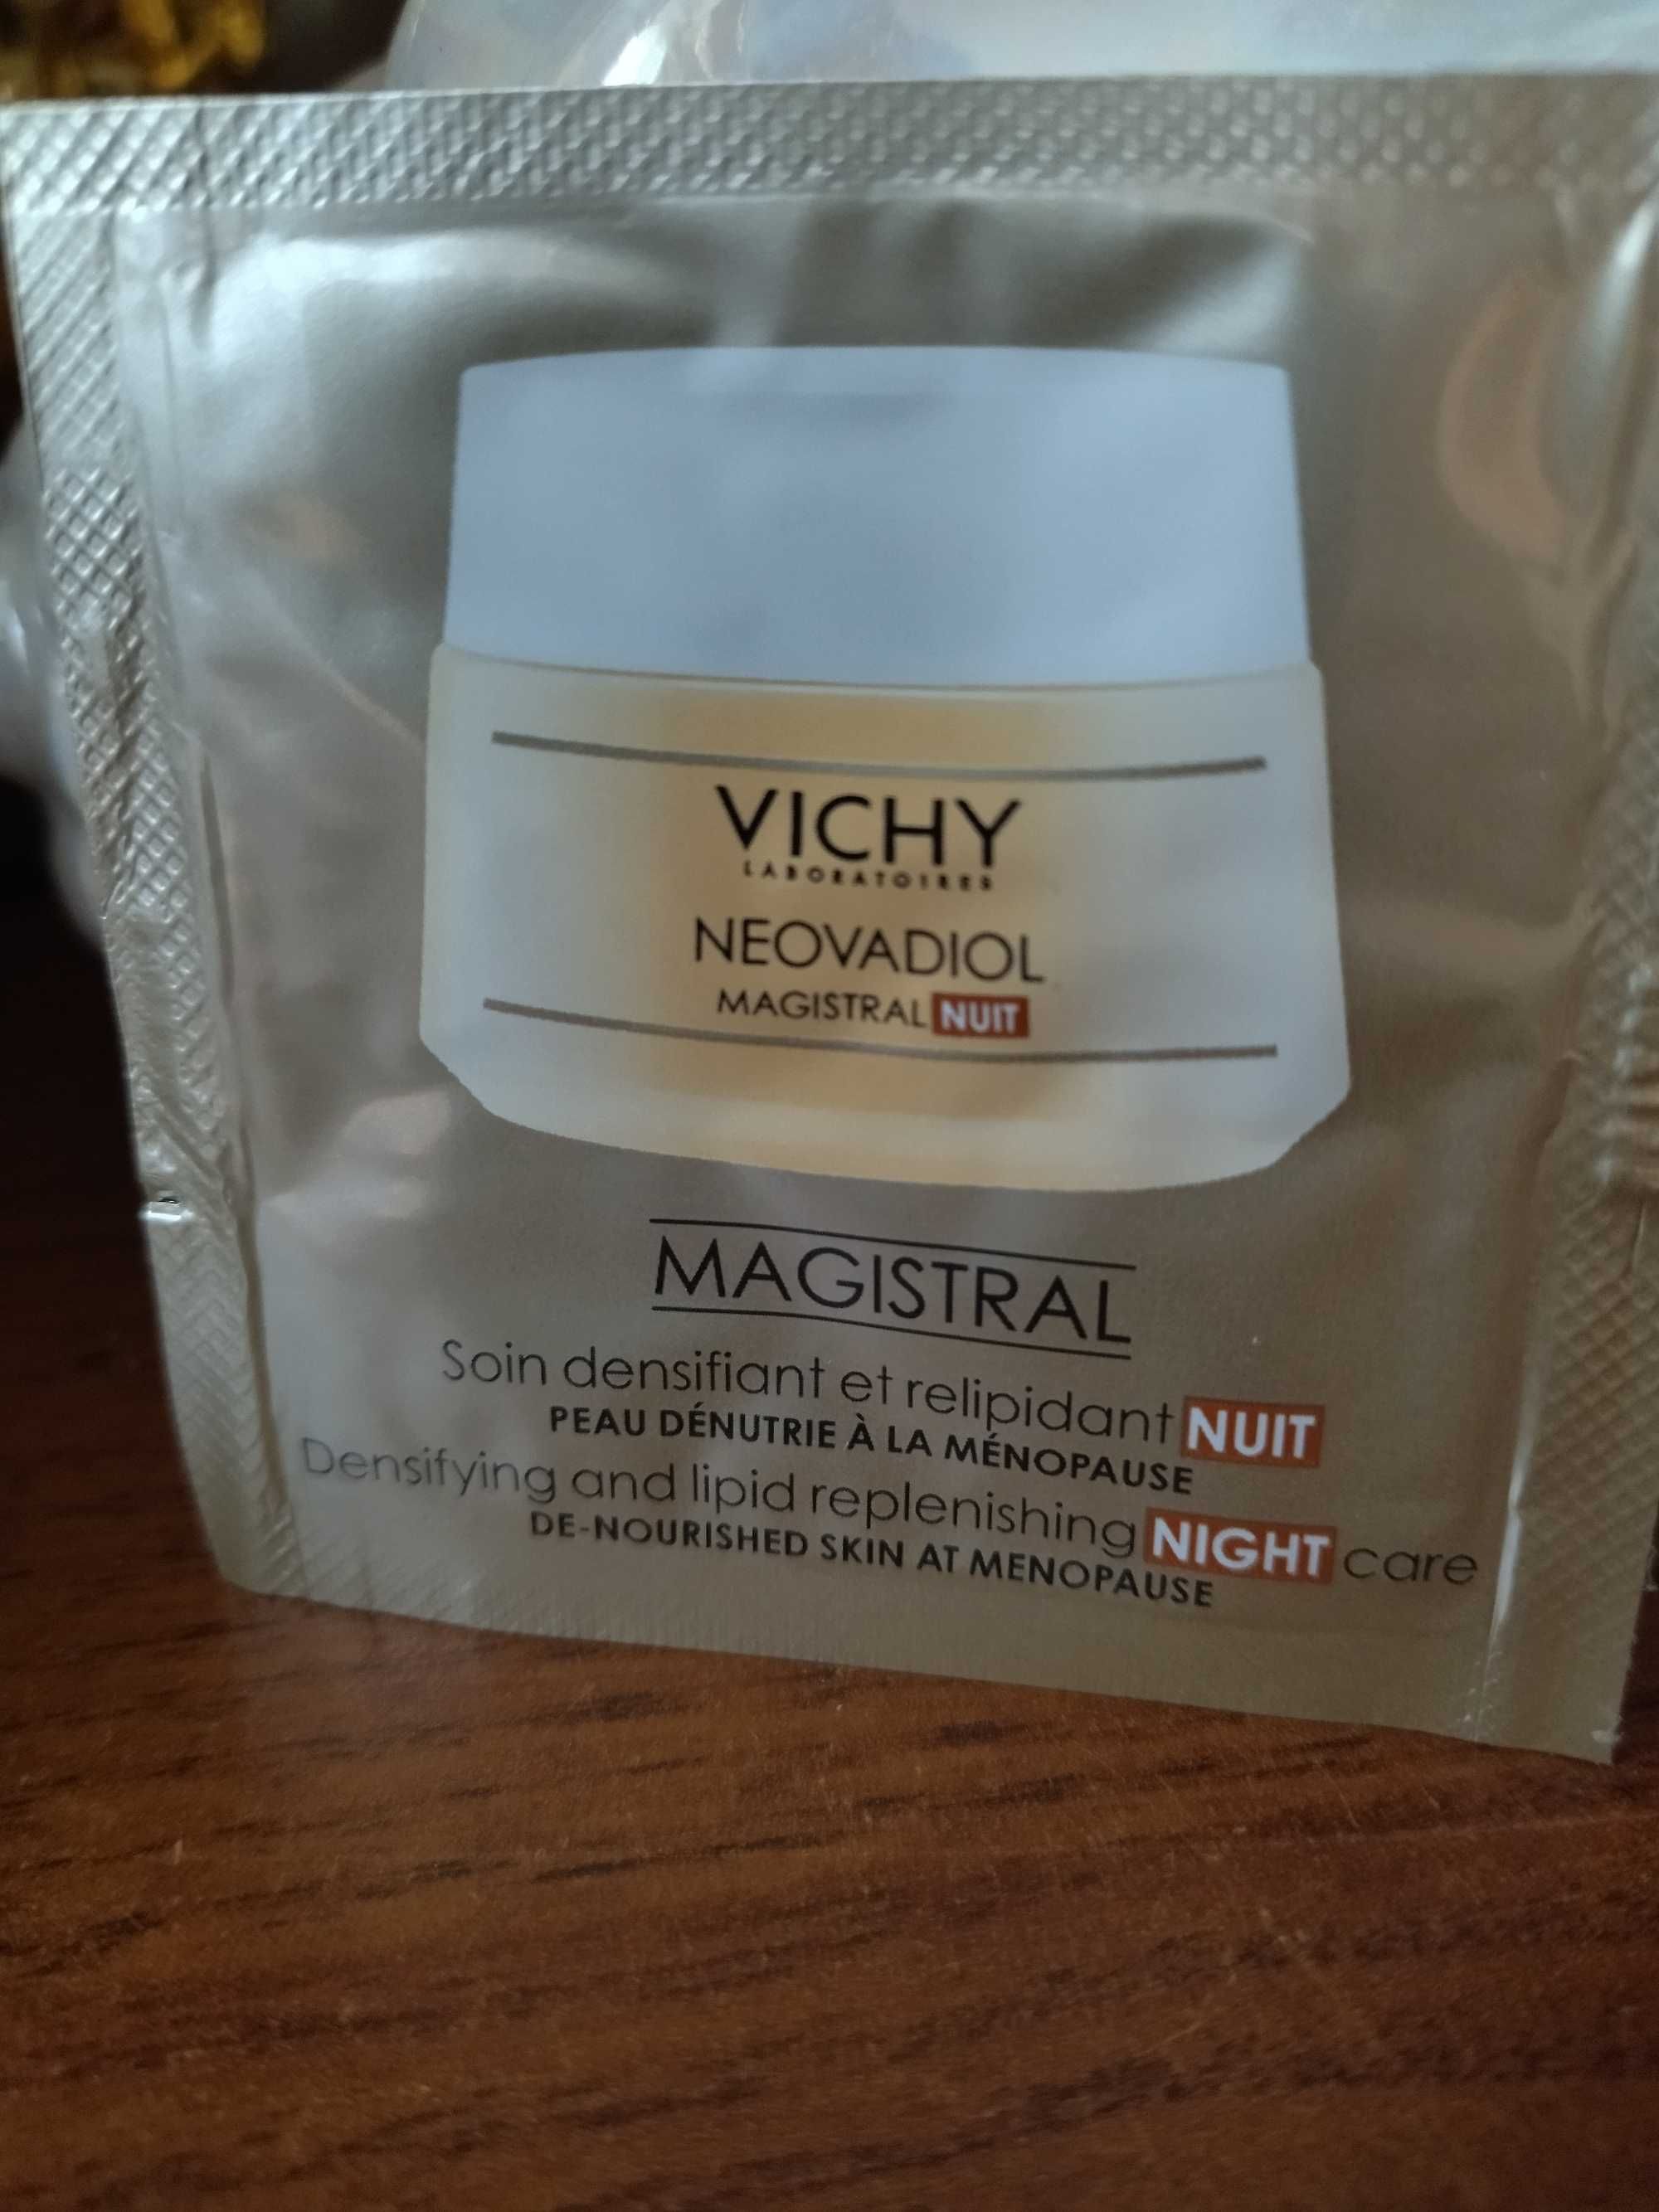 VICHY
LABORATOIRES
NEOVADIOL
MAGISTRAL NUIT
MAGISTRAL
Soin densifiant et relipidant NUIT
PEAU DÉNUTRIE À LA MÉNOPAUSE
Densifying and lipid replenishing NIGHT care
DE-NOURISHED SKIN AT MENOPAUSE